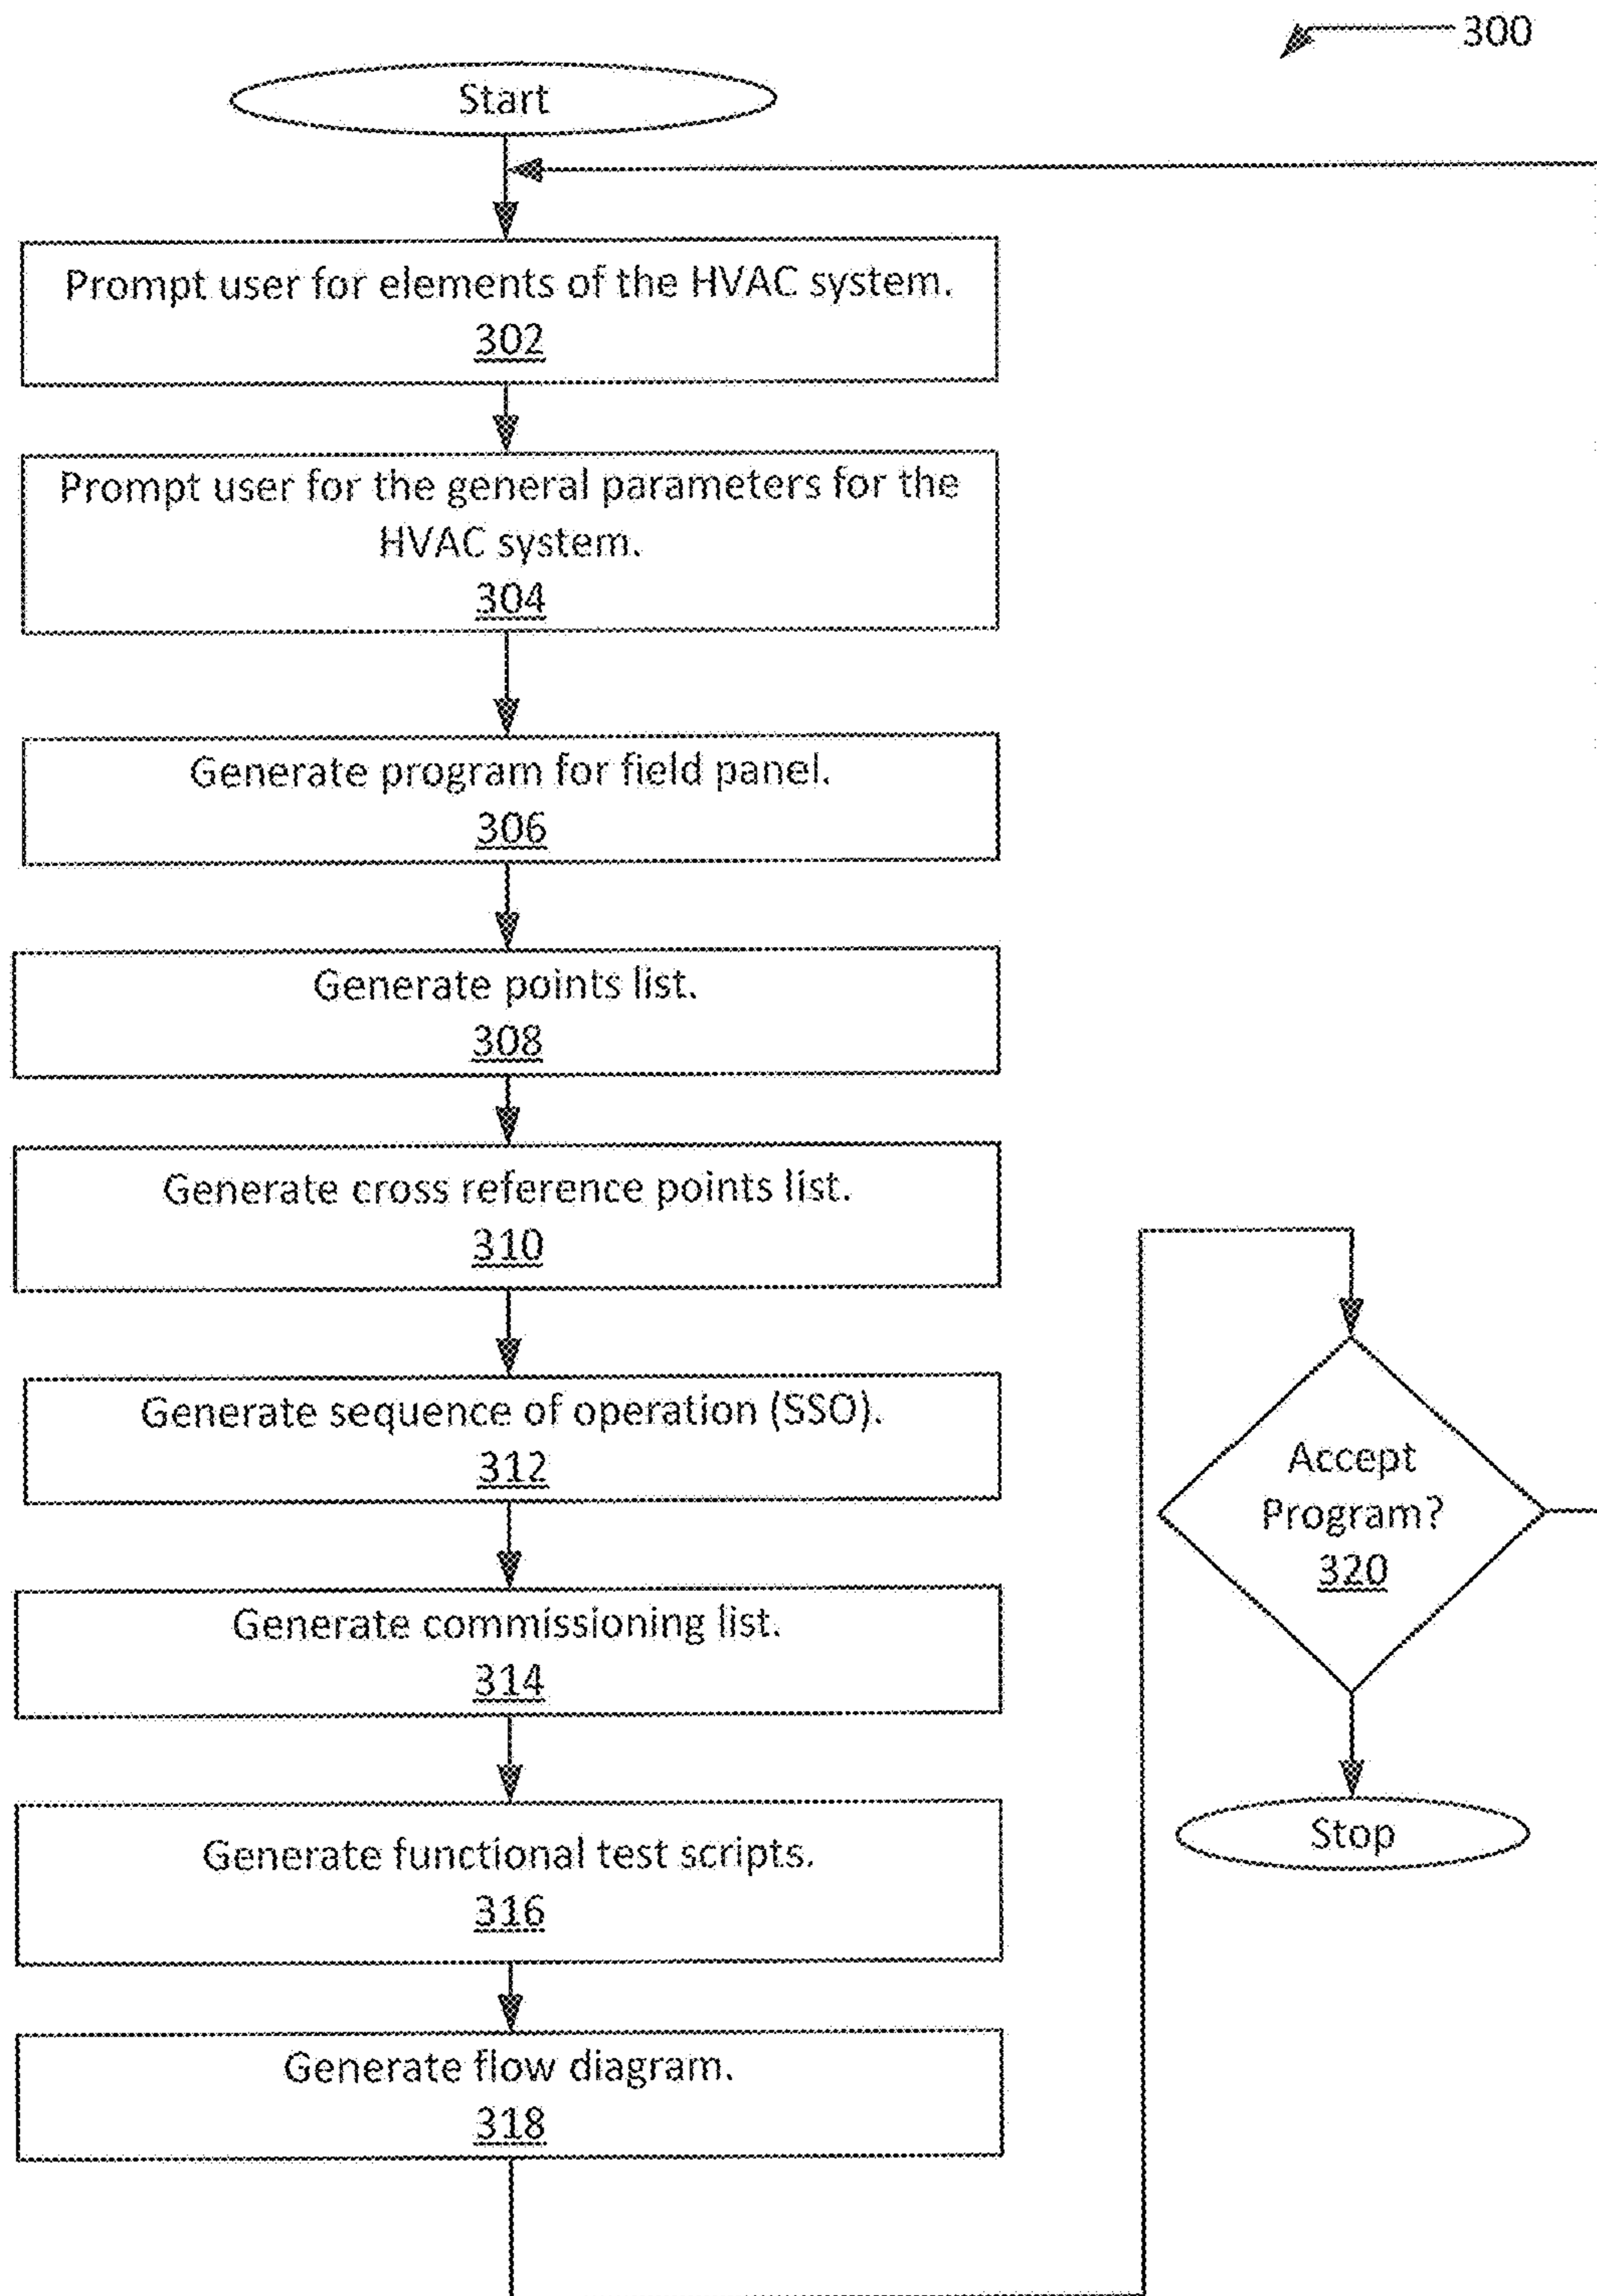 300
Start
Prompt user for elements of the HVAC system.
302
Prompt user for the general parameters for the
HVAC system.
304
Generate program for field panel.
306
Generate points list.
308
Generate cross reference points list.
310
Generate sequence of operation (SSO).
312
Generate commissioning list.
314
Generate functional test scripts.
316
Generate flow diagram.
318
Accept
Program?
320
Stop